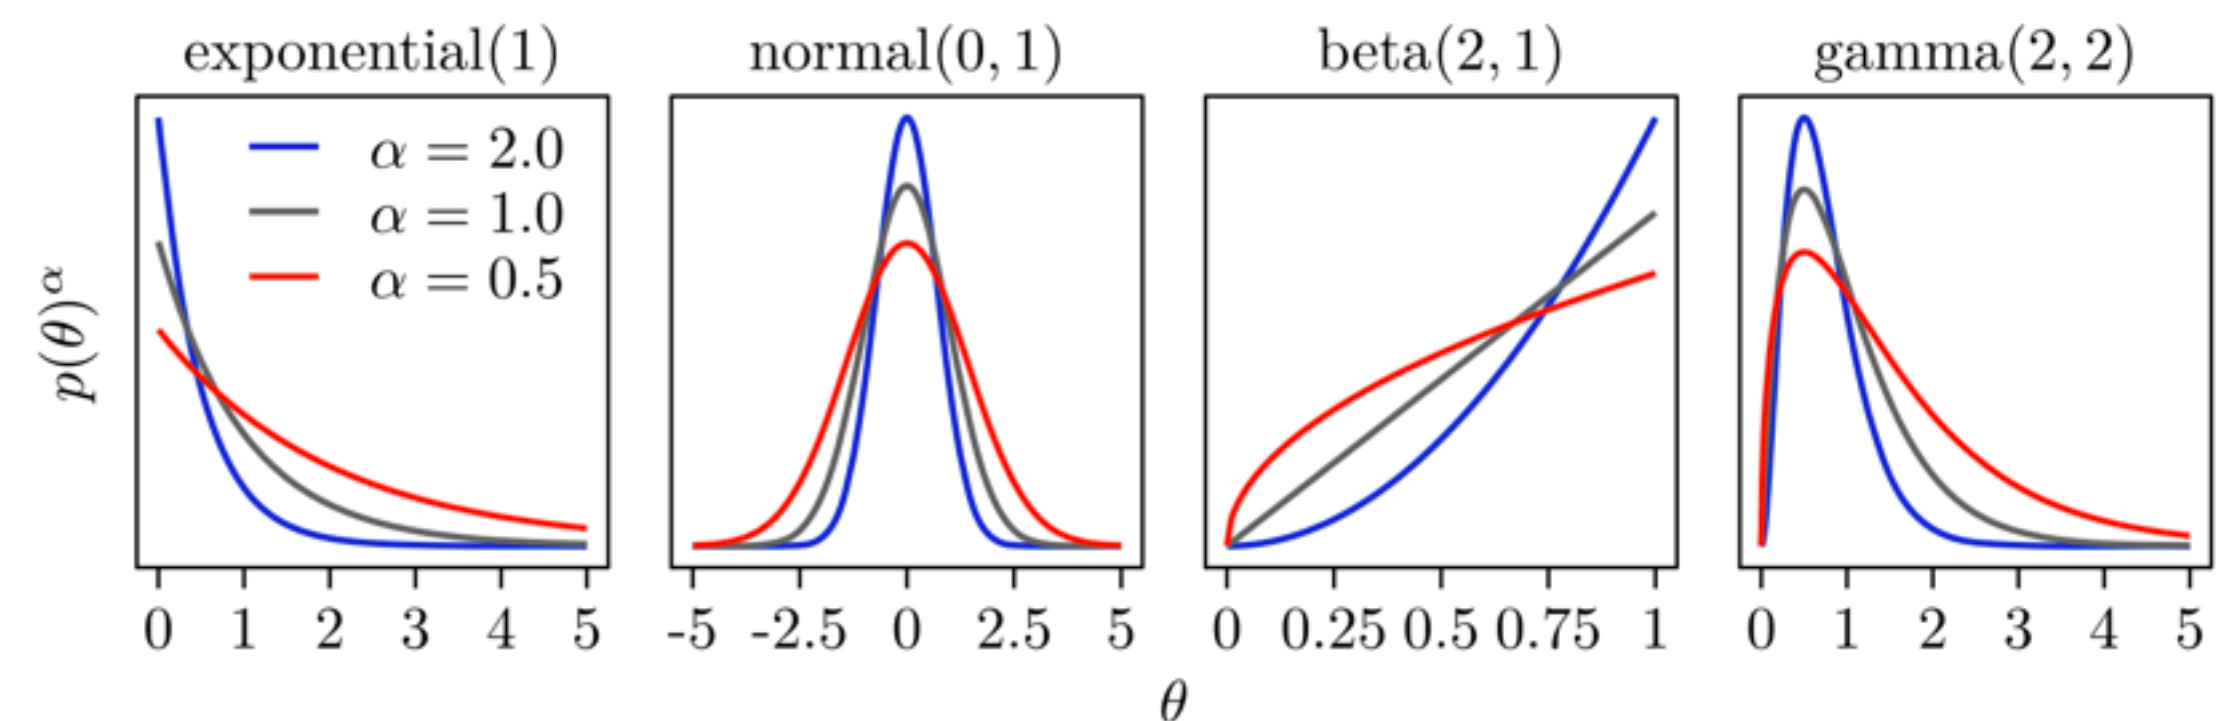 exponential(1) normal(0, 1) beta(2, 1) gamma(2, 2)
α = 2.0
α = 1.0
α = 0.5
p(θ)^α
0 1 2 3 4 5 -5 -2.5 0 2.5 5 0 0.25 0.5 0.75 1 0 1 2 3 4 5
θ